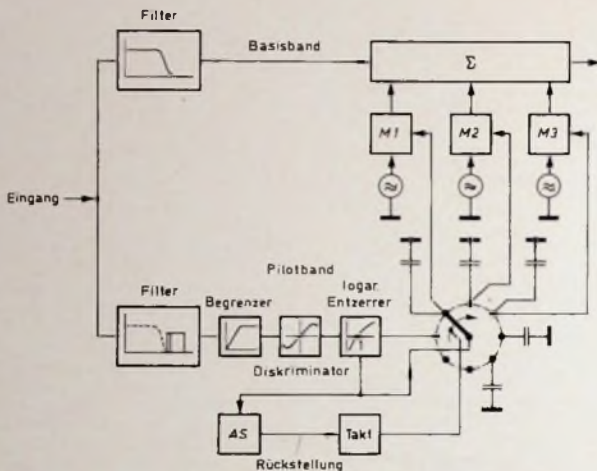 Filter
Basisband
Σ
M1
M2
M3
Eingang
Pilotband
Filter
Begrenzer
logar.
Entzerrer
Diskriminator
AS
Takt
Rückstellung